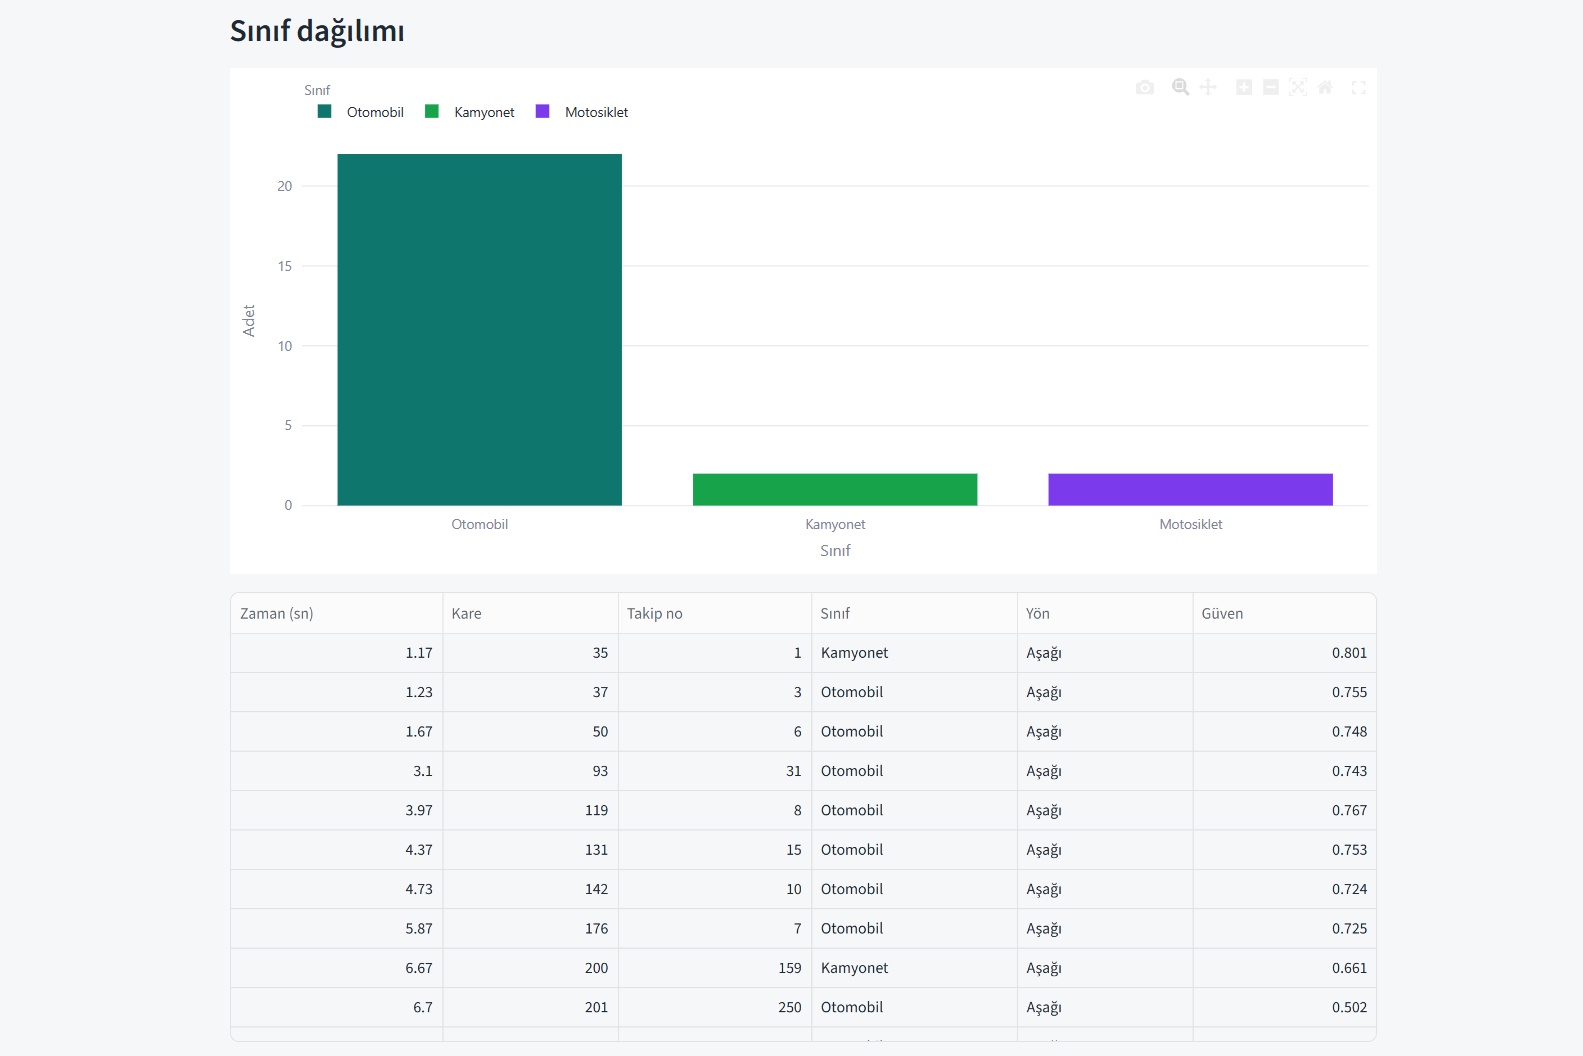 Sınıf dağılımı
Sınıf
Otomobil Kamyonet Motosiklet
20
15
10
5
0
Adet
Otomobil Kamyonet Motosiklet
Sınıf
Zaman (sn) Kare Takip no Sınıf Yön Güven
1.17 35 1 Kamyonet Aşağı 0.801
1.23 37 3 Otomobil Aşağı 0.755
1.67 50 6 Otomobil Aşağı 0.748
3.1 93 31 Otomobil Aşağı 0.743
3.97 119 8 Otomobil Aşağı 0.767
4.37 131 15 Otomobil Aşağı 0.753
4.73 142 10 Otomobil Aşağı 0.724
5.87 176 7 Otomobil Aşağı 0.725
6.67 200 159 Kamyonet Aşağı 0.661
6.7 201 250 Otomobil Aşağı 0.502